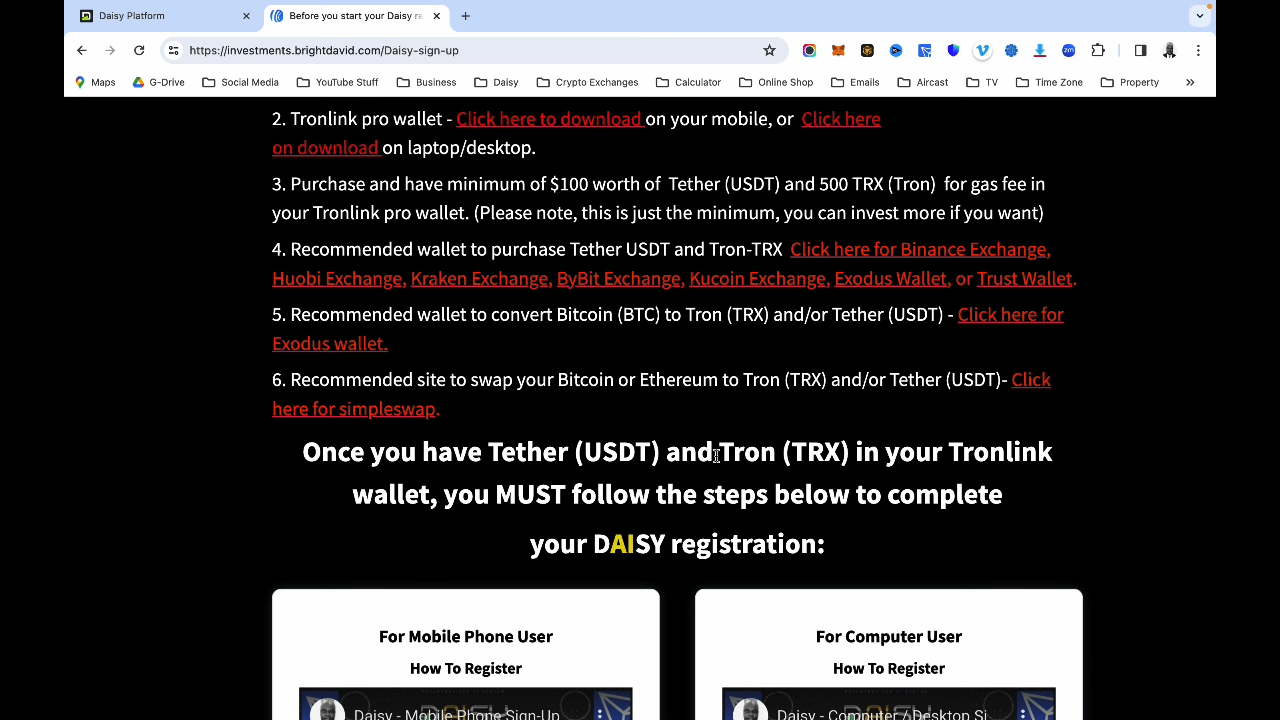 Daisy Platform
Before you start your Daisy re
https://investments.brightdavid.com/Daisy-sign-up
Maps G-Drive Social Media YouTube Stuff Business Daisy Crypto Exchanges Calculator Online Shop Emails Aircast TV Time Zone Property »
2. Tronlink pro wallet - Click here to download on your mobile, or Click here
on download on laptop/desktop.
3. Purchase and have minimum of $100 worth of Tether (USDT) and 500 TRX (Tron) for gas fee in
your Tronlink pro wallet. (Please note, this is just the minimum, you can invest more if you want)
4. Recommended wallet to purchase Tether USDT and Tron-TRX Click here for Binance Exchange,
Huobi Exchange, Kraken Exchange, ByBit Exchange, Kucoin Exchange, Exodus Wallet, or Trust Wallet.
5. Recommended wallet to convert Bitcoin (BTC) to Tron (TRX) and/or Tether (USDT) - Click here for
Exodus wallet.
6. Recommended site to swap your Bitcoin or Ethereum to Tron (TRX) and/or Tether (USDT)- Click
here for simpleswap.
Once you have Tether (USDT) and Tron (TRX) in your Tronlink
wallet, you MUST follow the steps below to complete
your DAISY registration:
For Mobile Phone User
How To Register
Daisy - Mobile Phone Sign-Up
For Computer User
How To Register
Daisy - Computer / Desktop Si